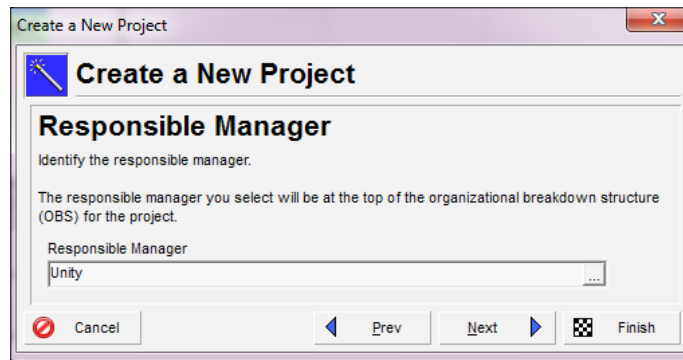 Create a New Project
Create a New Project
Responsible Manager
Identify the responsible manager.
The responsible manager you select will be at the top of the organizational breakdown structure
(OBS) for the project.
Responsible Manager
Unity
...
Cancel
Prev
Next
Finish